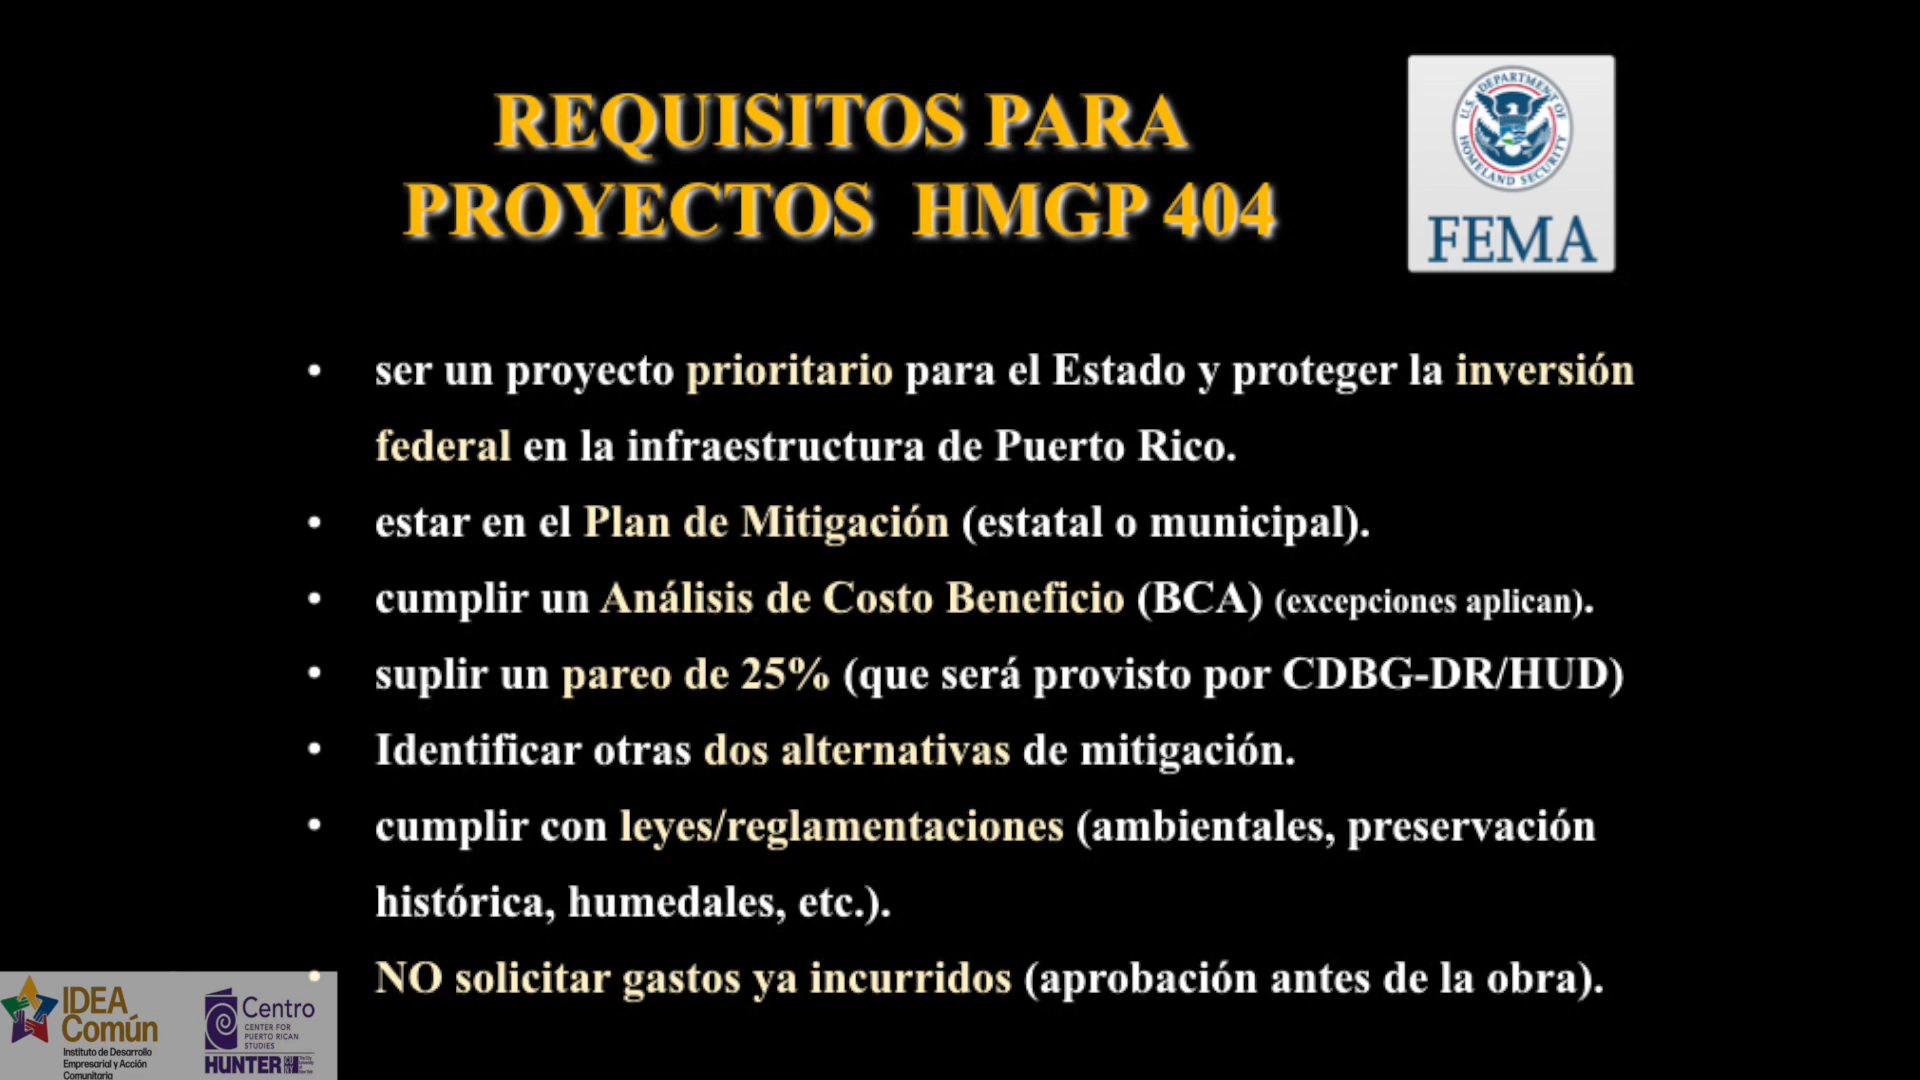 REQUISITOS PARA
PROYECTOS HMGP 404
U.S. DEPARTMENT OF
HOMELAND SECURITY
FEMA
• ser un proyecto prioritario para el Estado y proteger la inversión
federal en la infraestructura de Puerto Rico.
• estar en el Plan de Mitigación (estatal o municipal).
• cumplir un Análisis de Costo Beneficio (BCA) (excepciones aplican).
• suplir un pareo de 25% (que será provisto por CDBG-DR/HUD)
• Identificar otras dos alternativas de mitigación.
• cumplir con leyes/reglamentaciones (ambientales, preservación
histórica, humedales, etc.).
• NO solicitar gastos ya incurridos (aprobación antes de la obra).
IDEA
Común
Instituto de Desarrollo
Empresarial y Acción
Comunitaria
Centro
CENTER FOR
PUERTO RICAN
STUDIES
HUNTER